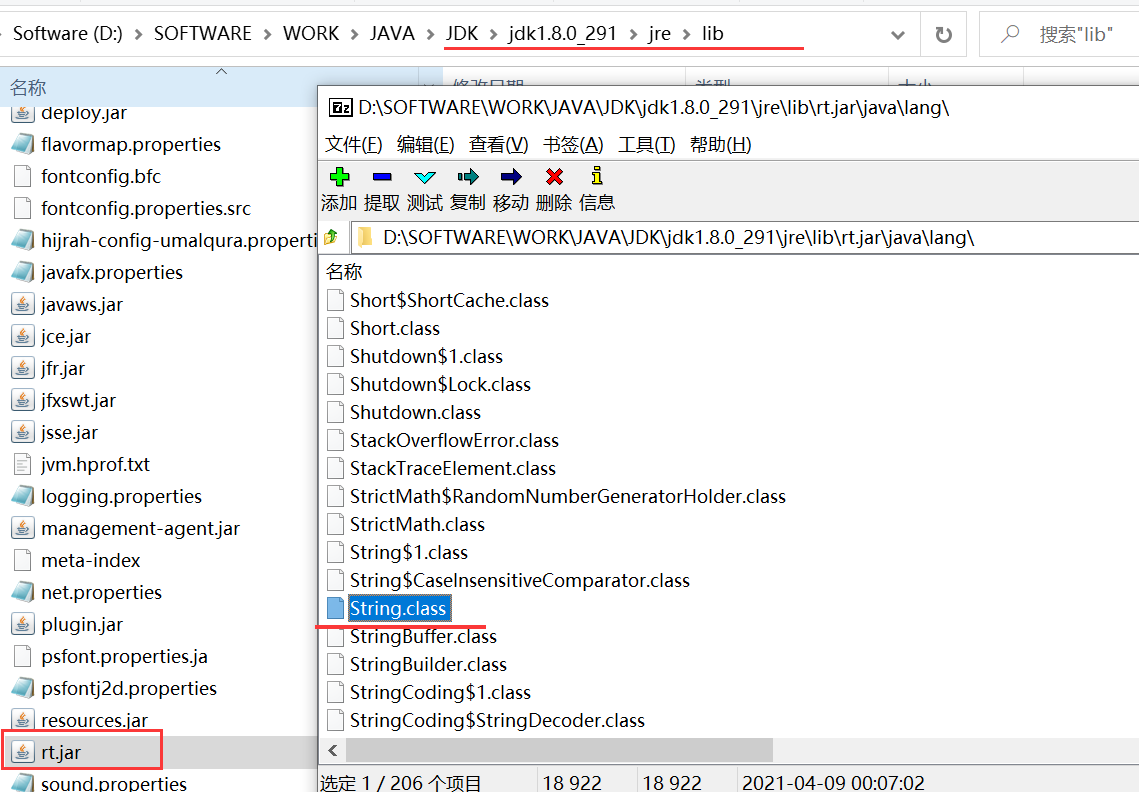 Software (D:) > SOFTWARE > WORK > JAVA > JDK > jdk1.8.0_291 > jre > lib
搜索"lib"
名称
修改日期 类型 大小
deploy.jar
flavormap.properties
fontconfig.bfc
fontconfig.properties.src
hijrah-config-umalqura.properti
javafx.properties
javaws.jar
jce.jar
jfr.jar
jfxswt.jar
jsse.jar
jvm.hprof.txt
logging.properties
management-agent.jar
meta-index
net.properties
plugin.jar
psfont.properties.ja
psfontj2d.properties
resources.jar
rt.jar
sound.properties
7z D:\SOFTWARE\WORK\JAVA\JDK\jdk1.8.0_291\jre\lib\rt.jar\java\lang\
文件(F) 编辑(E) 查看(V) 书签(A) 工具(T) 帮助(H)
添加 提取 测试 复制 移动 删除 信息
D:\SOFTWARE\WORK\JAVA\JDK\jdk1.8.0_291\jre\lib\rt.jar\java\lang\
名称
Short$ShortCache.class
Short.class
Shutdown$1.class
Shutdown$Lock.class
Shutdown.class
StackOverflowError.class
StackTraceElement.class
StrictMath$RandomNumberGeneratorHolder.class
StrictMath.class
String$1.class
String$CaseInsensitiveComparator.class
String.class
StringBuffer.class
StringBuilder.class
StringCoding$1.class
StringCoding$StringDecoder.class
选定 1 / 206 个项目 18 922 18 922 2021-04-09 00:07:02